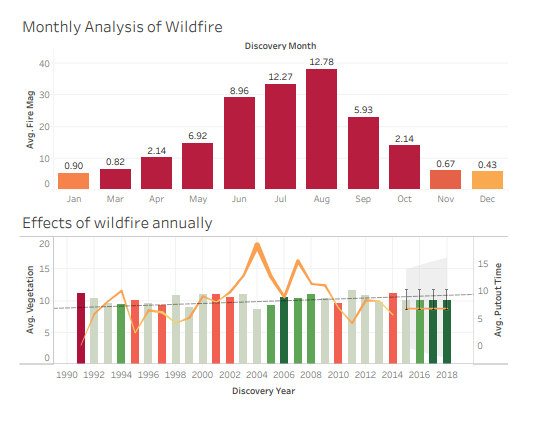 Monthly Analysis of Wildfire
Discovery Month
Avg. Fire Mag
40
30
20
10
0
0.90
0.82
2.14
6.92
8.96
12.27
12.78
5.93
2.14
0.67
0.43
Jan Mar Apr May Jun Jul Aug Sep Oct Nov Dec
Effects of wildfire annually
Avg. Vegetation
20
15
10
5
0
15
10
5
0
Avg. Putout Time
1990 1992 1994 1996 1998 2000 2002 2004 2006 2008 2010 2012 2014 2016 2018
Discovery Year